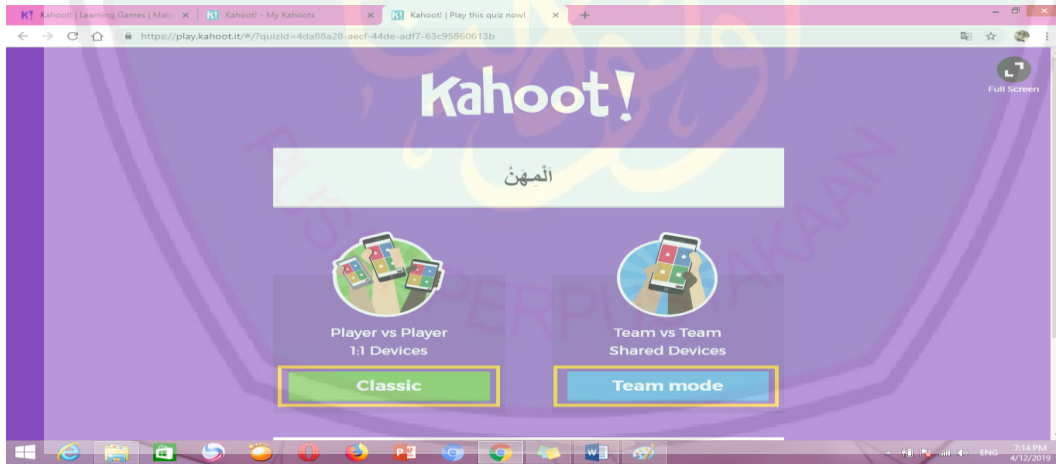 Kahoot! | Learning Games | Make
Kahoot! - My Kahoots
Kahoot! | Play this quiz now!
https://play.kahoot.it/#/?quizId=4da88a28-aecf-44de-adf7-63c95860613b
Full Screen
Kahoot!
اَلْمِهَنُ
Player vs Player
1:1 Devices
Classic
Team vs Team
Shared Devices
Team mode
ENG
7:14 PM
4/12/2019